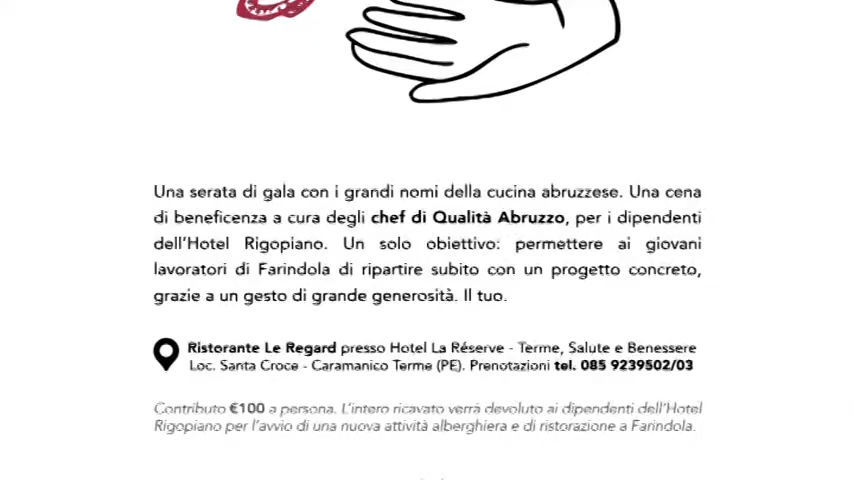 Una serata di gala con i grandi nomi della cucina abruzzese. Una cena
di beneficenza a cura degli chef di Qualità Abruzzo, per i dipendenti
dell'Hotel Rigopiano. Un solo obiettivo: permettere ai giovani
lavoratori di Farindola di ripartire subito con un progetto concreto,
grazie a un gesto di grande generosità. Il tuo.
Ristorante Le Regard presso Hotel La Réserve - Terme, Salute e Benessere
Loc. Santa Croce - Caramanico Terme (PE). Prenotazioni tel. 085 9239502/03
Contributo €100 a persona. L'intero ricavato verrà devoluto ai dipendenti dell'Hotel
Rigopiano per l'avvio di una nuova attività alberghiera e di ristorazione a Farindola.